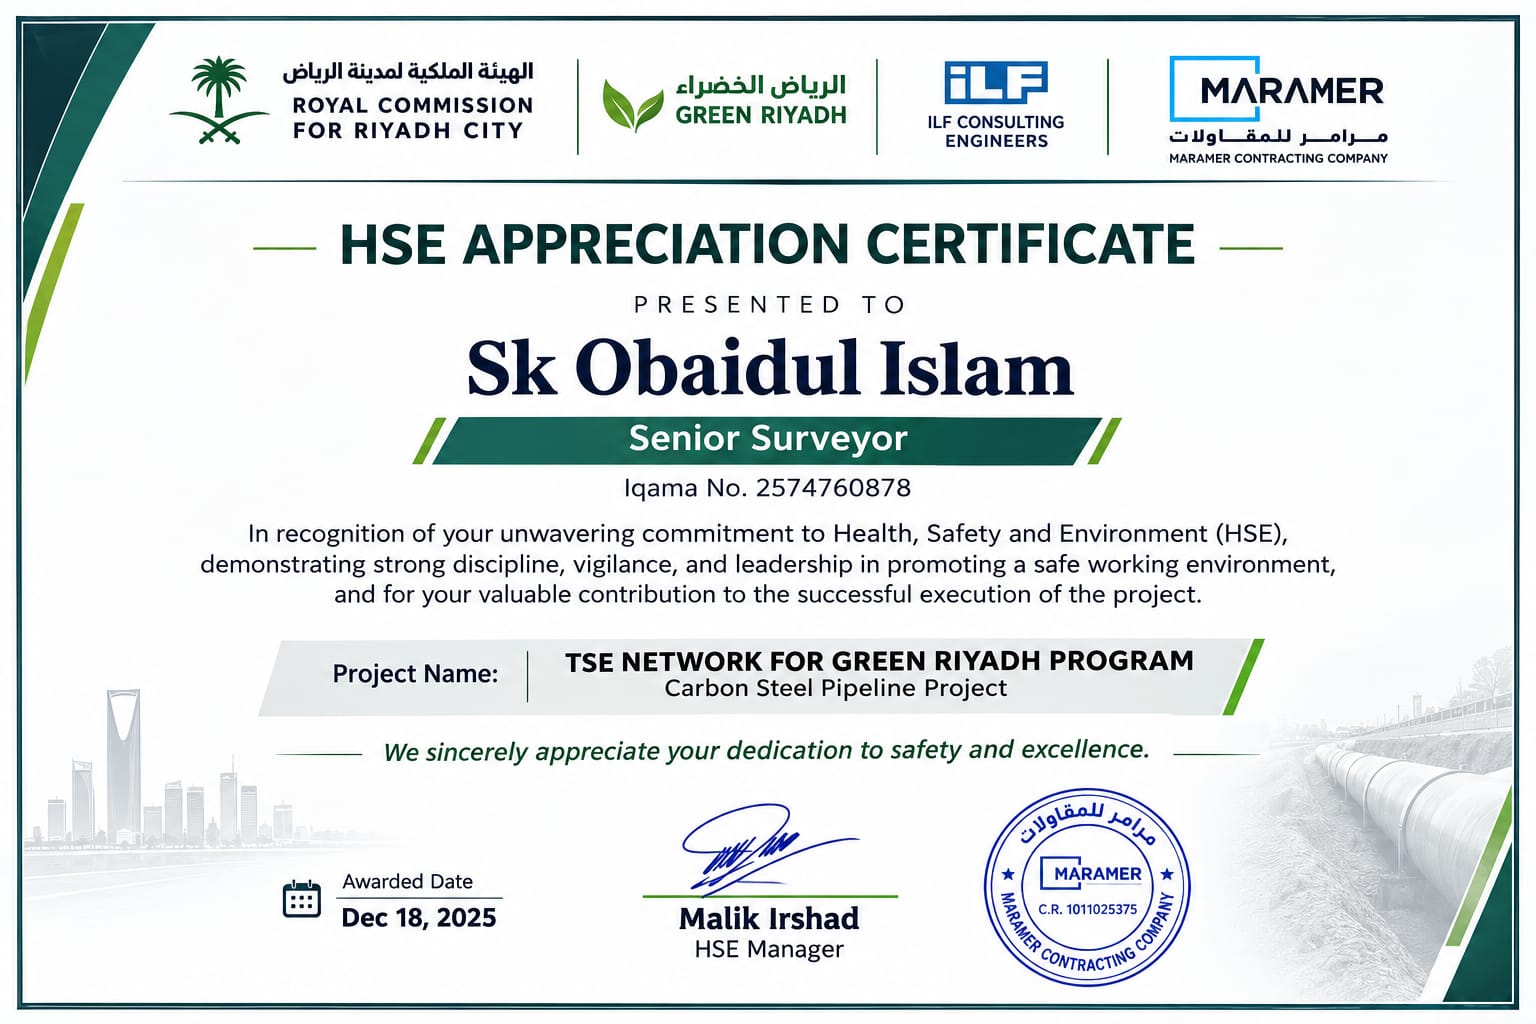 الهيئة الملكية لمدينة الرياض
ROYAL COMMISSION
FOR RIYADH CITY
الرياض الخضراء
GREEN RIYADH
iLF
ILF CONSULTING
ENGINEERS
MARAMER
مرامر للمقاولات
MARAMER CONTRACTING COMPANY
HSE APPRECIATION CERTIFICATE
PRESENTED TO
Sk Obaidul Islam
Senior Surveyor
Iqama No. 2574760878
In recognition of your unwavering commitment to Health, Safety and Environment (HSE),
demonstrating strong discipline, vigilance, and leadership in promoting a safe working environment,
and for your valuable contribution to the successful execution of the project.
Project Name:
TSE NETWORK FOR GREEN RIYADH PROGRAM
Carbon Steel Pipeline Project
We sincerely appreciate your dedication to safety and excellence.
Awarded Date
Dec 18, 2025
Malik Irshad
HSE Manager
مرامر للمقاولات
MARAMER
C.R. 1011025375
MARAMER CONTRACTING COMPANY